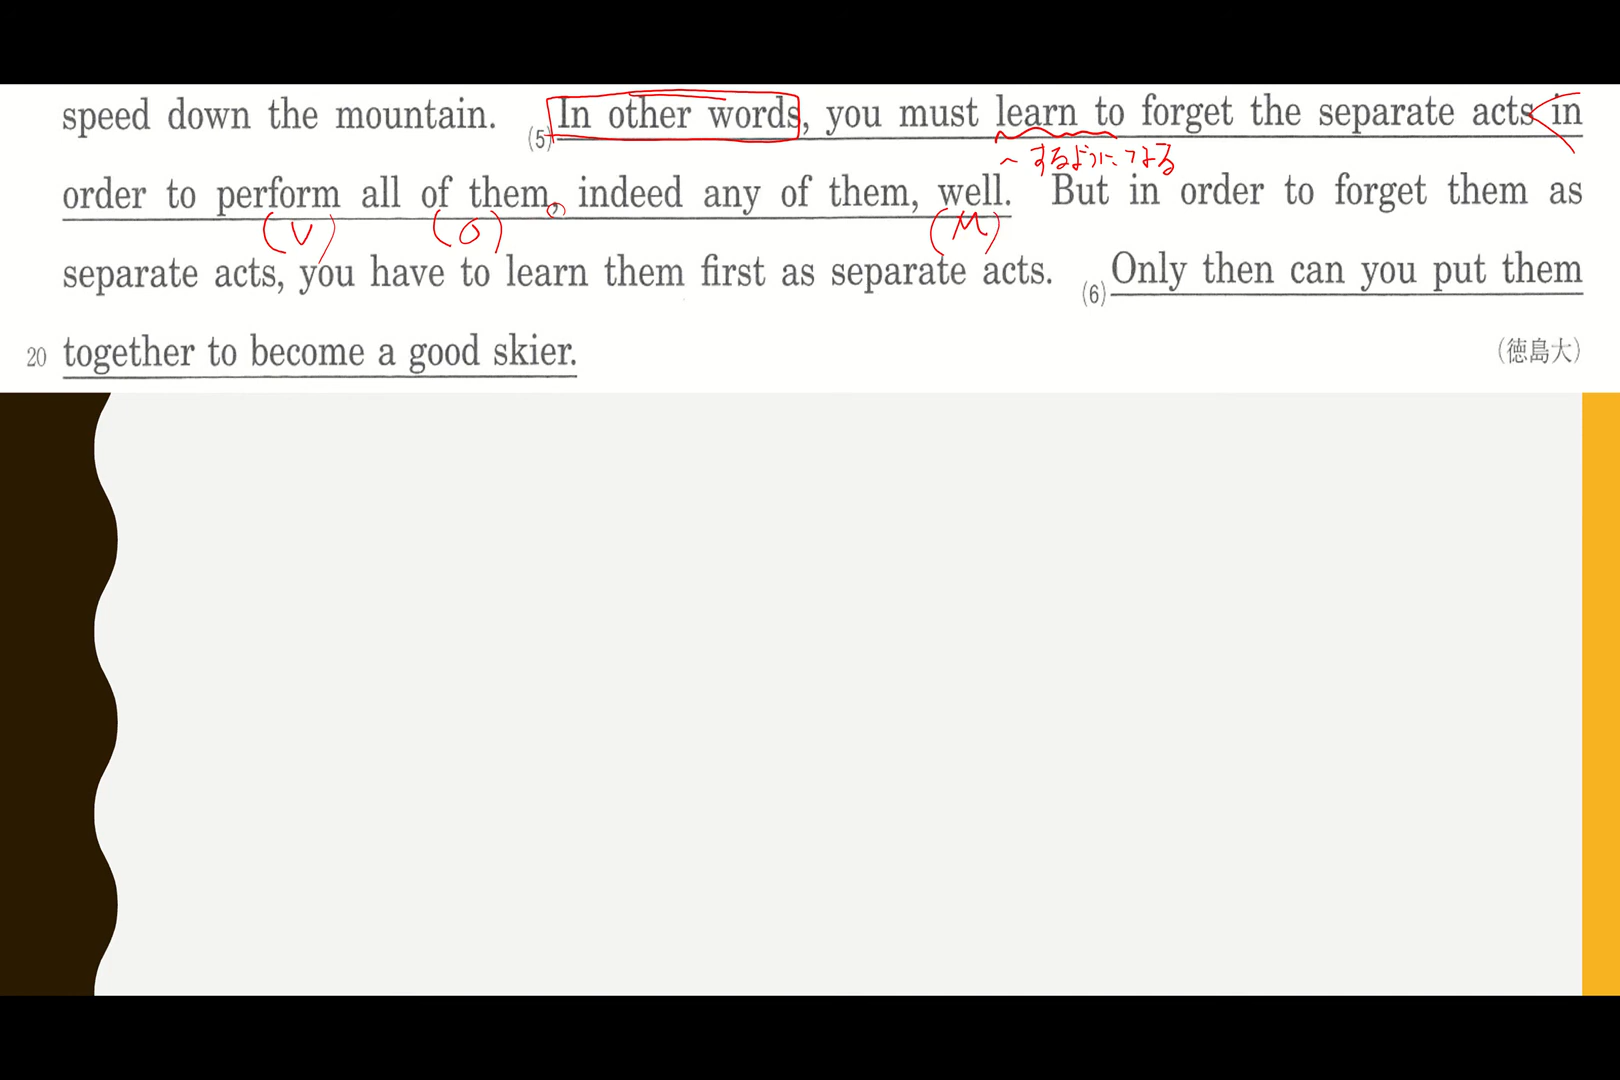 speed down the mountain. (5)In other words, you must learn to forget the separate acts in
~するようになる
order to perform all of them, indeed any of them, well. But in order to forget them as
(V) (O) (M)
separate acts, you have to learn them first as separate acts. (6)Only then can you put them
20 together to become a good skier. (徳島大)